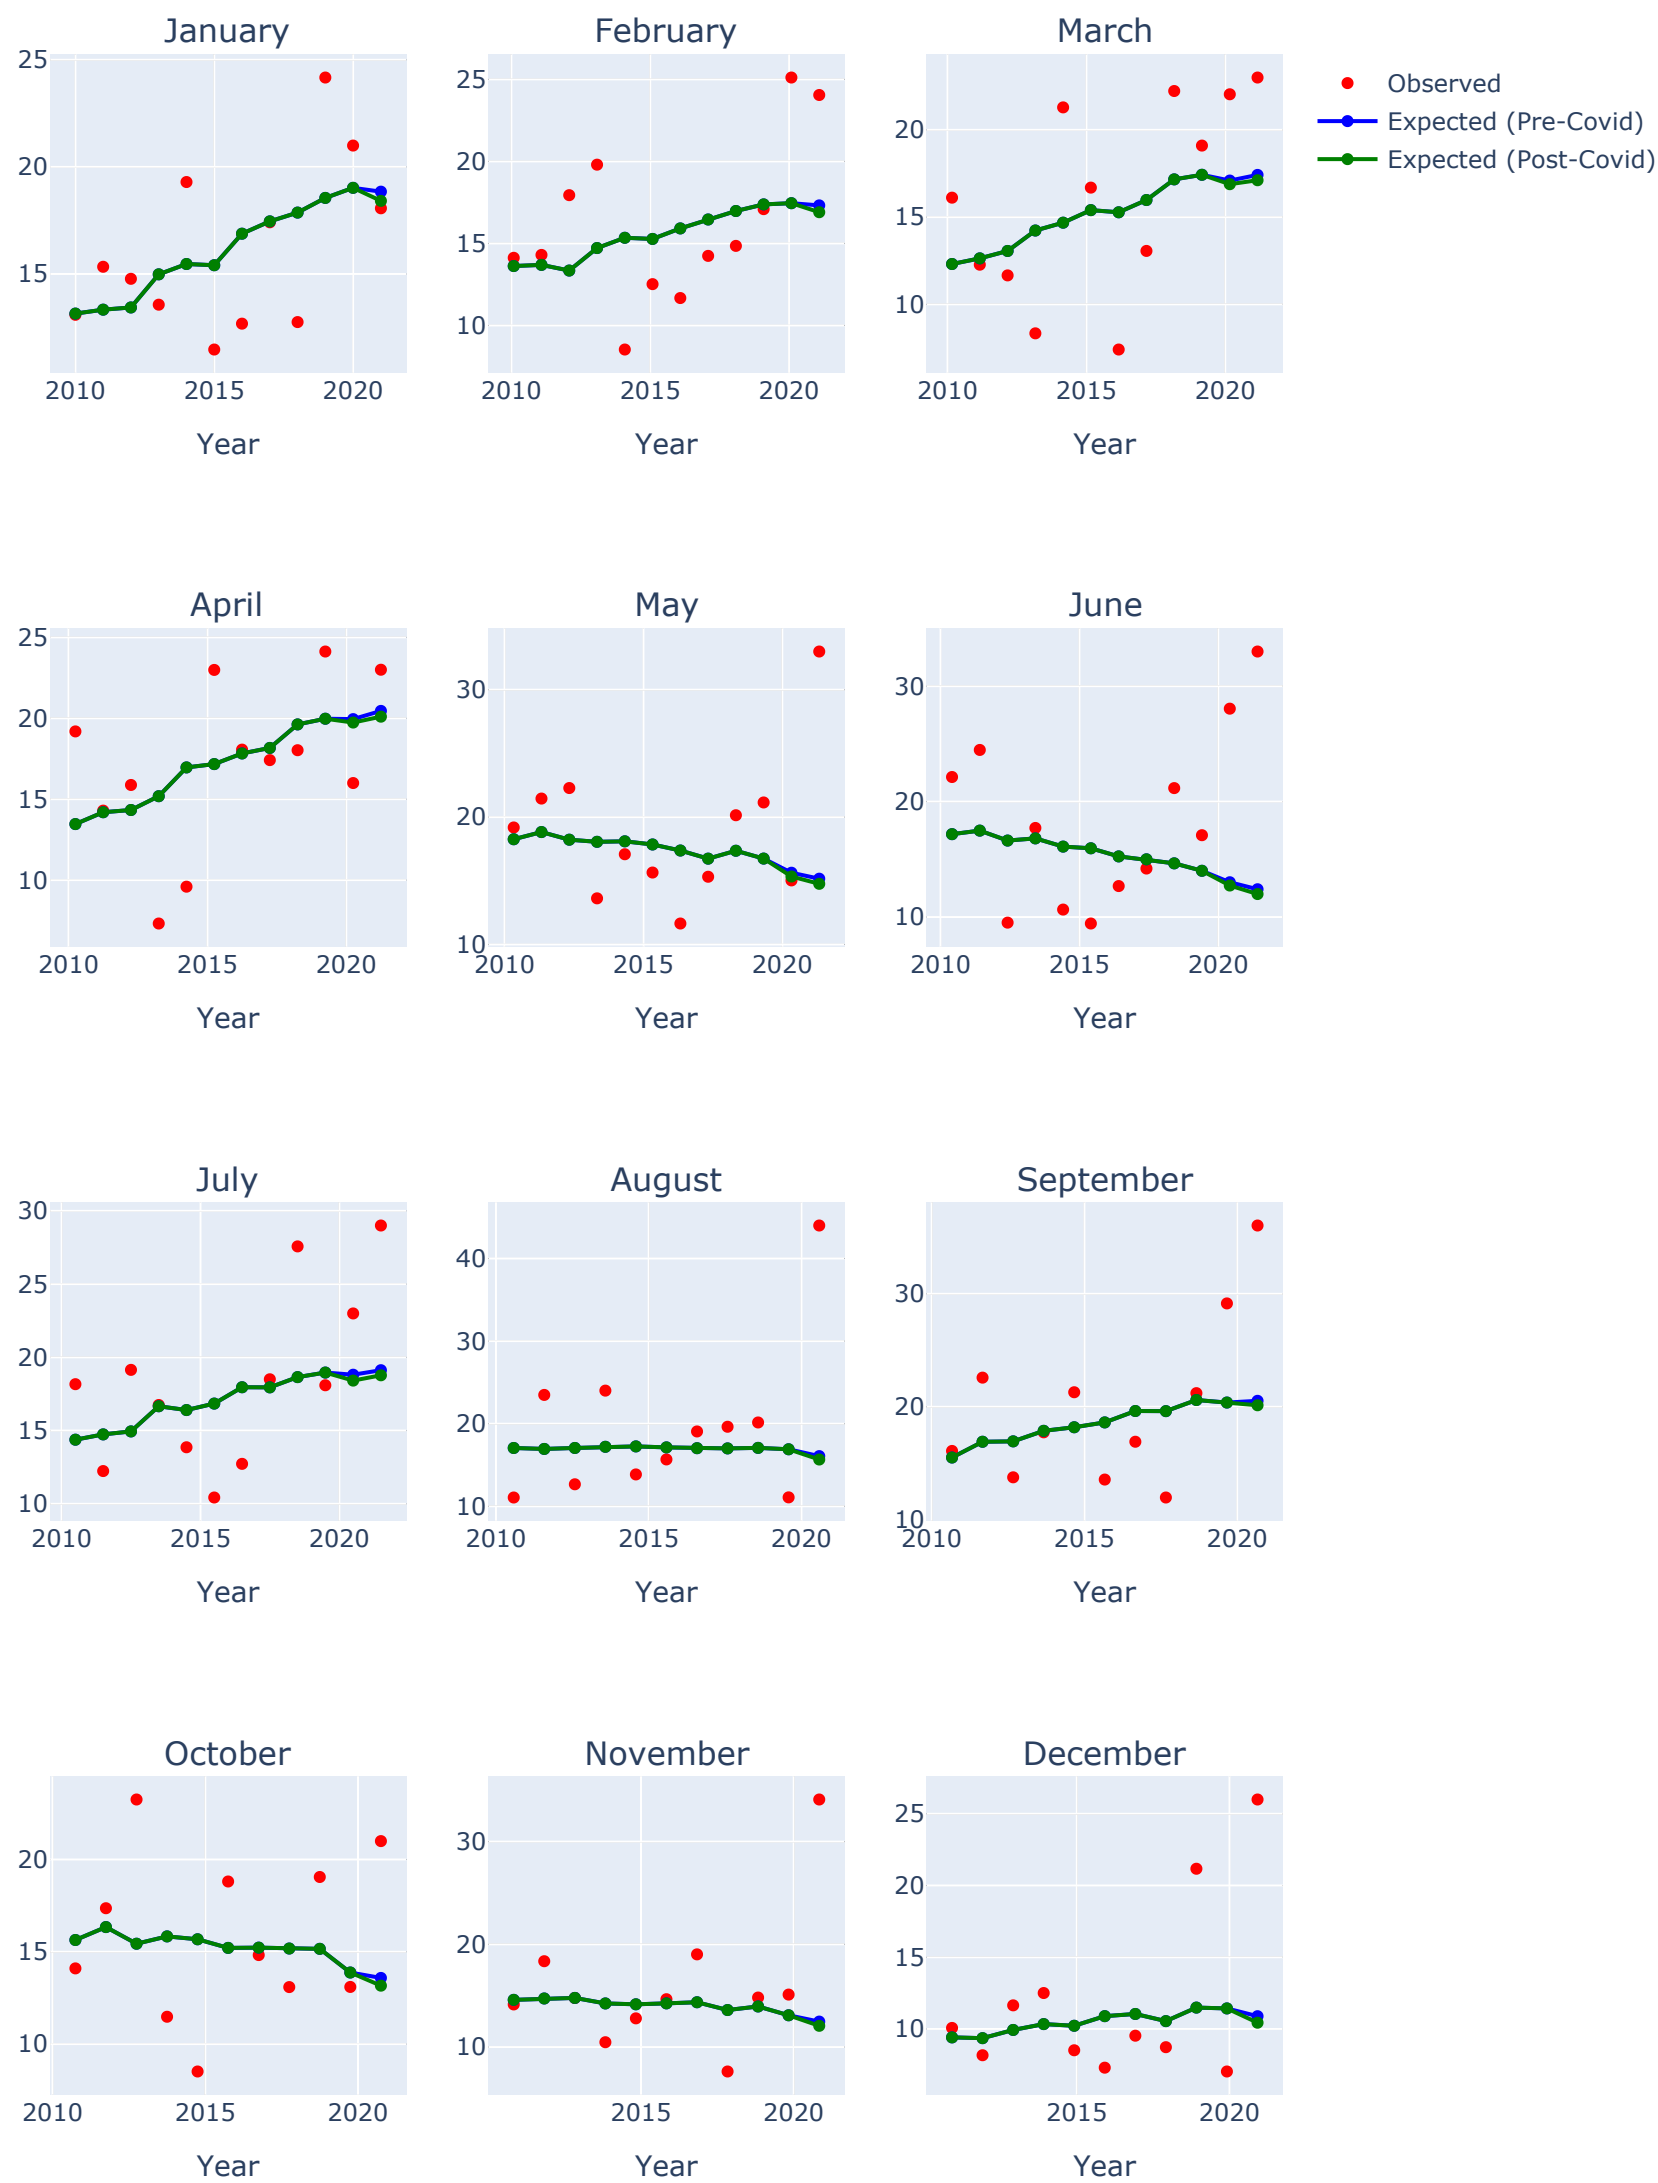 January February March
25
20
15
2010 2015 2020
Year
25
20
15
10
2010 2015 2020
Year
20
15
10
2010 2015 2020
Year
Observed
Expected (Pre-Covid)
Expected (Post-Covid)
April May June
25
20
15
10
2010 2015 2020
Year
30
20
10
2010 2015 2020
Year
30
20
10
2010 2015 2020
Year
July August September
30
25
20
15
10
2010 2015 2020
Year
40
30
20
10
2010 2015 2020
Year
30
20
10
2010 2015 2020
Year
October November December
20
15
10
2010 2015 2020
Year
30
20
10
2015 2020
Year
25
20
15
10
2015 2020
Year